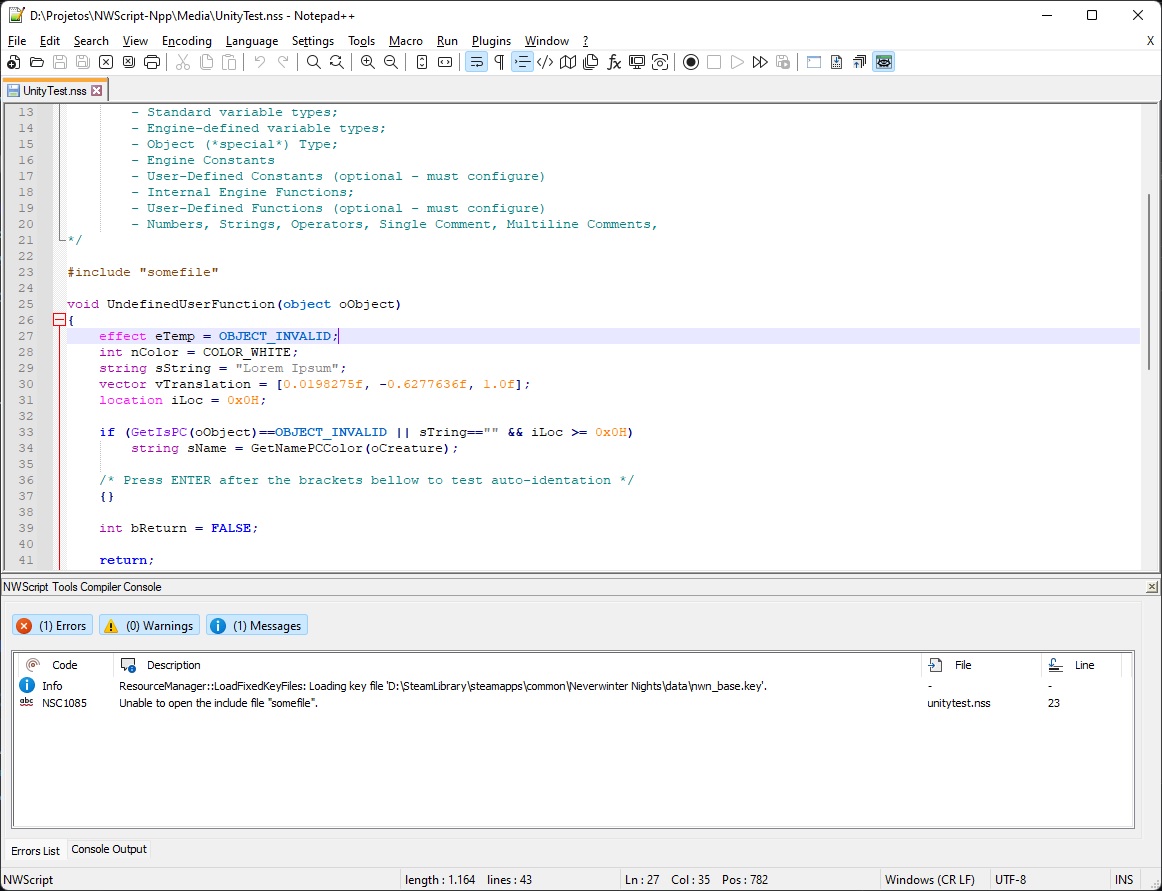 D:\Projetos\NWScript-Npp\Media\UnityTest.nss - Notepad++
File Edit Search View Encoding Language Settings Tools Macro Run Plugins Window ? X
UnityTest.nss
13 - Standard variable types;
14 - Engine-defined variable types;
15 - Object (*special*) Type;
16 - Engine Constants
17 - User-Defined Constants (optional - must configure)
18 - Internal Engine Functions;
19 - User-Defined Functions (optional - must configure)
20 - Numbers, Strings, Operators, Single Comment, Multiline Comments,
21 */
22
23 #include "somefile"
24
25 void UndefinedUserFunction(object oObject)
26 {
27 effect eTemp = OBJECT_INVALID;
28 int nColor = COLOR_WHITE;
29 string sString = "Lorem Ipsum";
30 vector vTranslation = [0.0198275f, -0.6277636f, 1.0f];
31 location iLoc = 0x0H;
32
33 if (GetIsPC(oObject)==OBJECT_INVALID || sTring=="" && iLoc >= 0x0H)
34 string sName = GetNamePCColor(oCreature);
35
36 /* Press ENTER after the brackets bellow to test auto-identation */
37 {}
38
39 int bReturn = FALSE;
40
41 return;
NWScript Tools Compiler Console
(1) Errors (0) Warnings (1) Messages
Code Description File Line
Info ResourceManager::LoadFixedKeyFiles: Loading key file 'D:\SteamLibrary\steamapps\common\Neverwinter Nights\data\nwn_base.key'. - -
abc NSC1085 Unable to open the include file "somefile". unitytest.nss 23
Errors List Console Output
NWScript length : 1.164 lines : 43 Ln : 27 Col : 35 Pos : 782 Windows (CR LF) UTF-8 INS